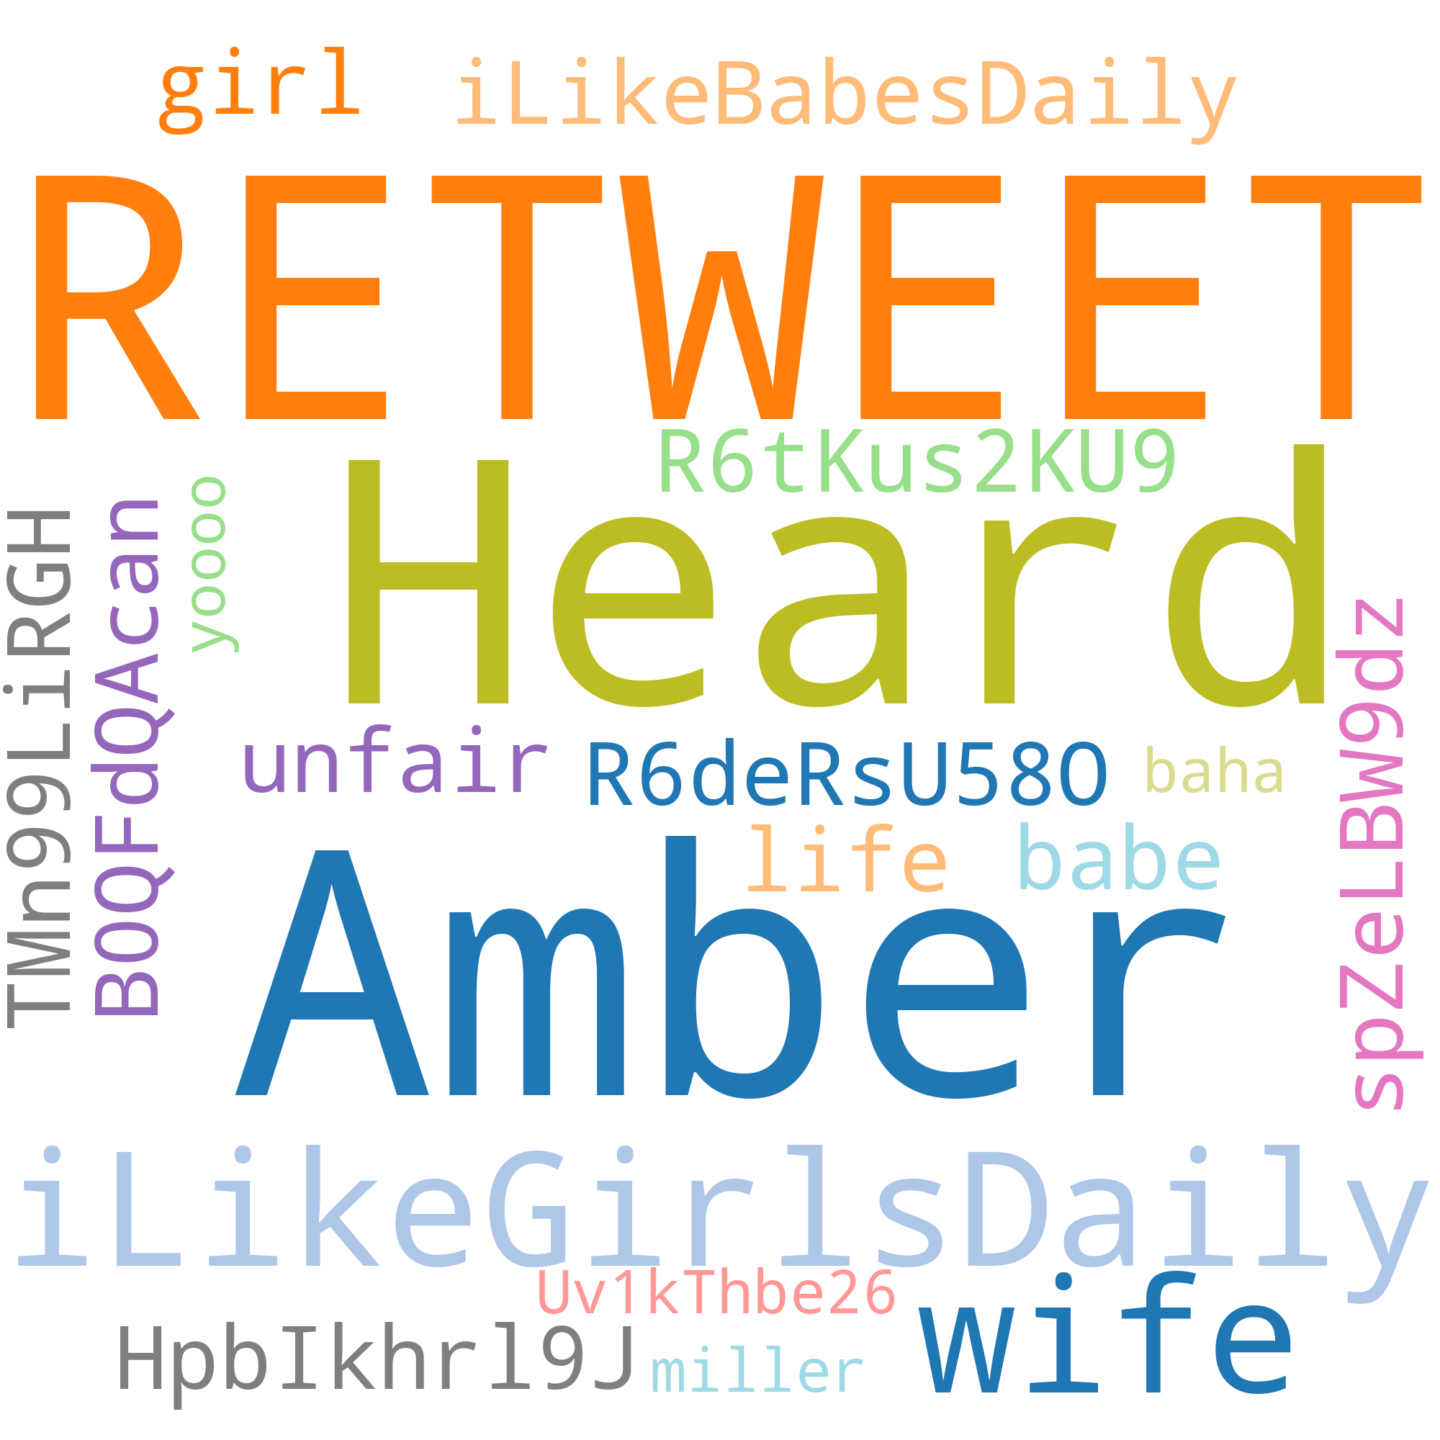 girl
iLikeBabesDaily
RETWEET
R6tKus2KU9
Heard
yoooo
B0QFdQAcan
TMn99LiRGH
spZeLBW9dz
unfair
R6deRsU58O
baha
life
babe
Amber
iLikeGirlsDaily
Uv1kThbe26
wife
HpbIkhrl9J
miller